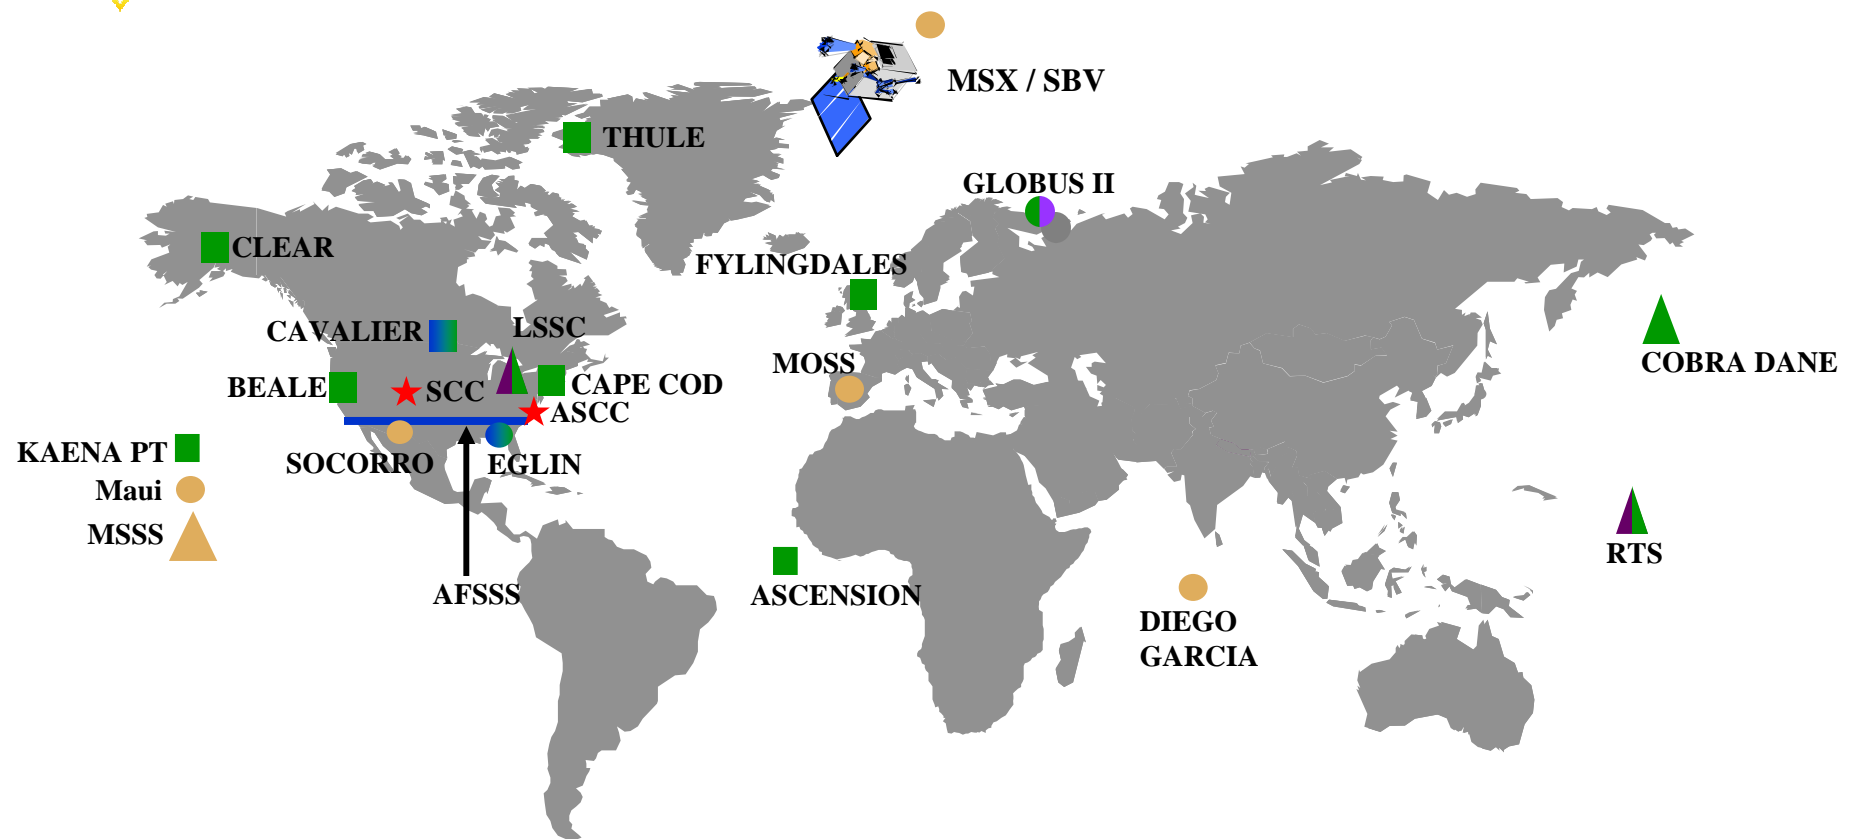 MSX / SBV
THULE
GLOBUS II
CLEAR
FYLINGDALES
CAVALIER
LSSC
MOSS
COBRA DANE
BEALE
SCC
CAPE COD
ASCC
KAENA PT
SOCORRO
EGLIN
Maui
MSSS
RTS
AFSSS
ASCENSION
DIEGO
GARCIA